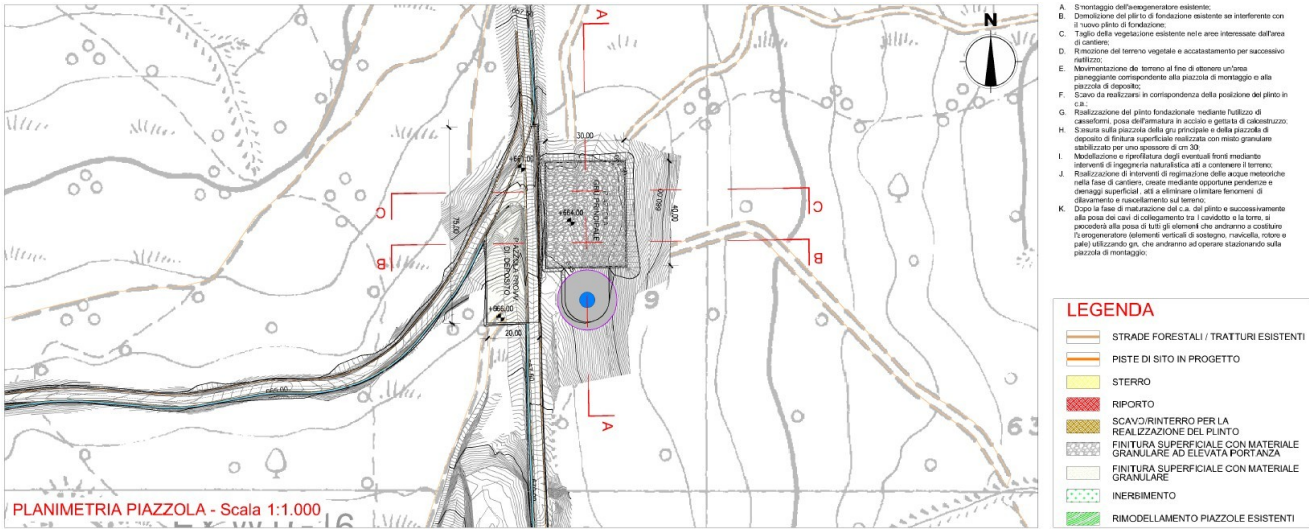 A. Smontaggio dell'aerogeneratore esistente;
B. Demolizione del plinto di fondazione esistente se interferente con
il nuovo plinto di fondazione;
C. Taglio della vegetazione esistente nelle aree interessate dall'area
di cantiere;
D. Rimozione del terreno vegetale e accatastamento per successivo
riutilizzo;
E. Movimentazione de terreno al fine di ottenere un'area
pianeggiante corrispondente alla piazzola di montaggio e alla
piazzola di deposito;
F. Scavo da realizzarsi in corrispondenza della posizione del plinto in
c.a.;
G. Realizzazione del plinto fondazionale mediante l'utilizzo di
casseformi, posa dell'armatura in acciaio e gettata di calcestruzzo;
H. Stesura sulla piazzola della gru principale e della piazzola di
deposito di finitura superficiale realizzata con misto granulare
stabilizzato per uno spessore di cm 30;
I. Modellazione e riprofilatura degli eventuali fronti mediante
interventi di ingegneria naturalistica atti a contenere il terreno;
J. Realizzazione di interventi di regimazione delle acque meteoriche
nella fase di cantiere, create mediante opportune pendenze e
drenaggi superficiali, atti a eliminare o limitare fenomeni di
dilavamento e ruscellamento sul terreno;
K. Dopo la fase di maturazione del c.a. del plinto e successivamente
alla posa dei cavi di collegamento tra il cavidotto e la torre, si
procederà alla posa di tutti gli elementi che andranno a costituire
l'aerogeneratore (elementi verticali di sostegno, navicella, rotore e
pale) utilizzando gru, che andranno ad operare stazionando sulla
piazzola di montaggio;
N
A
667.50
30.00
C
C
+664.00
GRU PRINCIPALE
40.00
75.00
B
B
PIAZZOLA PROVV.
DI DEPOSITO
+666.00
20.00
9
666.00
A
63
PLANIMETRIA PIAZZOLA - Scala 1:1.000
LEGENDA
STRADE FORESTALI / TRATTURI ESISTENTI
PISTE DI SITO IN PROGETTO
STERRO
RIPORTO
SCAVO/RINTERRO PER LA
REALIZZAZIONE DEL PLINTO
FINITURA SUPERFICIALE CON MATERIALE
GRANULARE AD ELEVATA PORTANZA
FINITURA SUPERFICIALE CON MATERIALE
GRANULARE
INERBIMENTO
RIMODELLAMENTO PIAZZOLE ESISTENTI